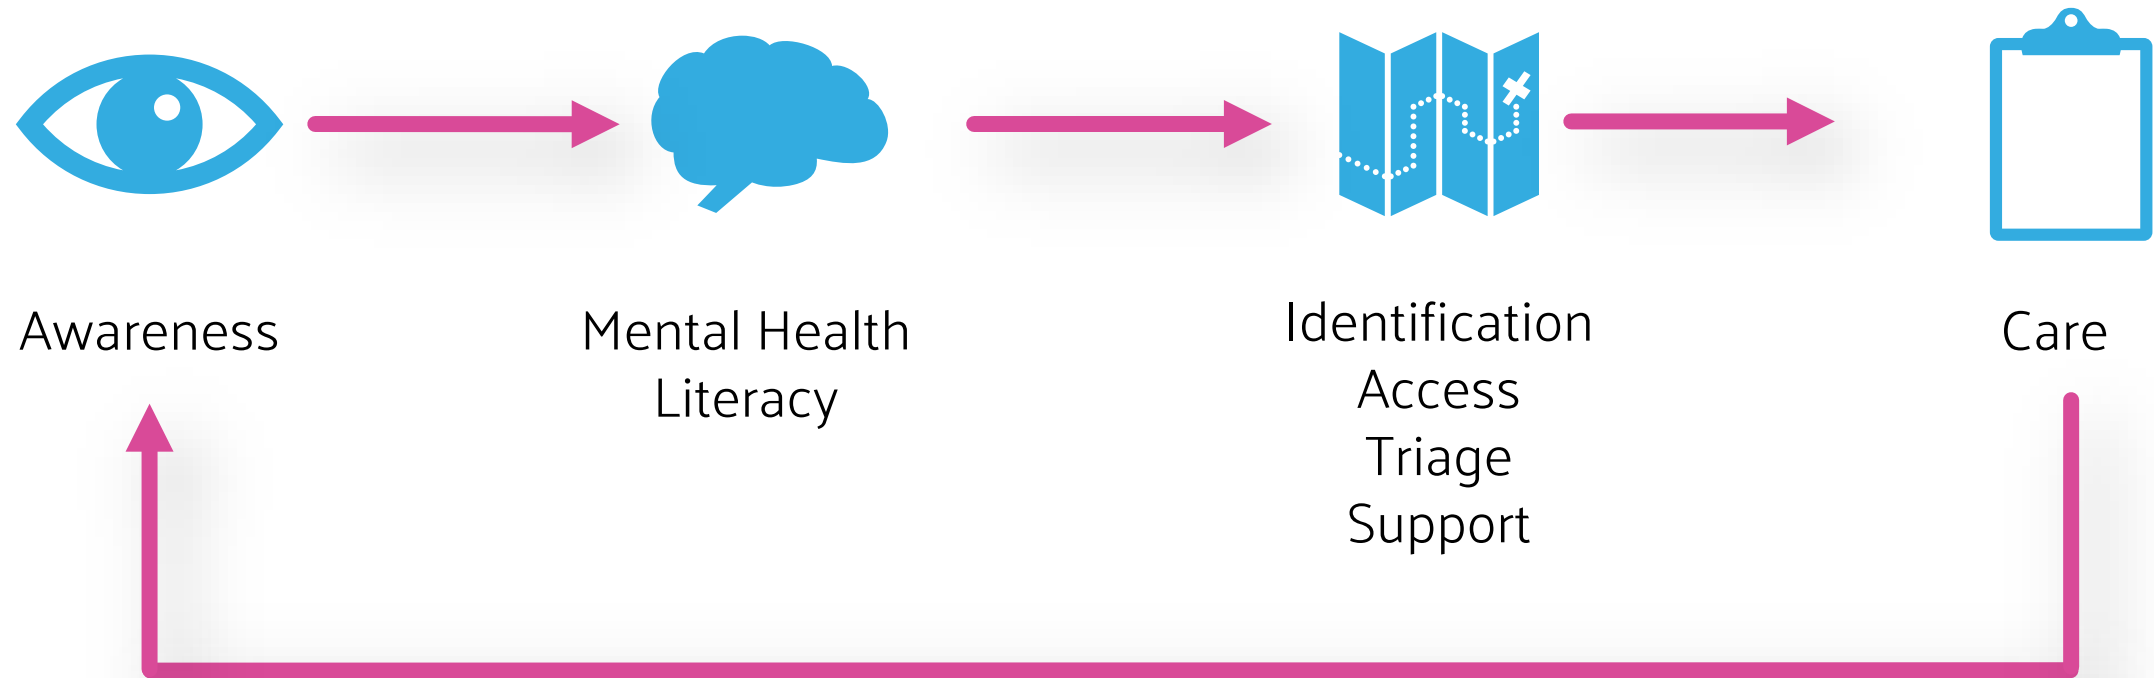 Awareness
Mental Health
Literacy
Identification
Access
Triage
Support
Care